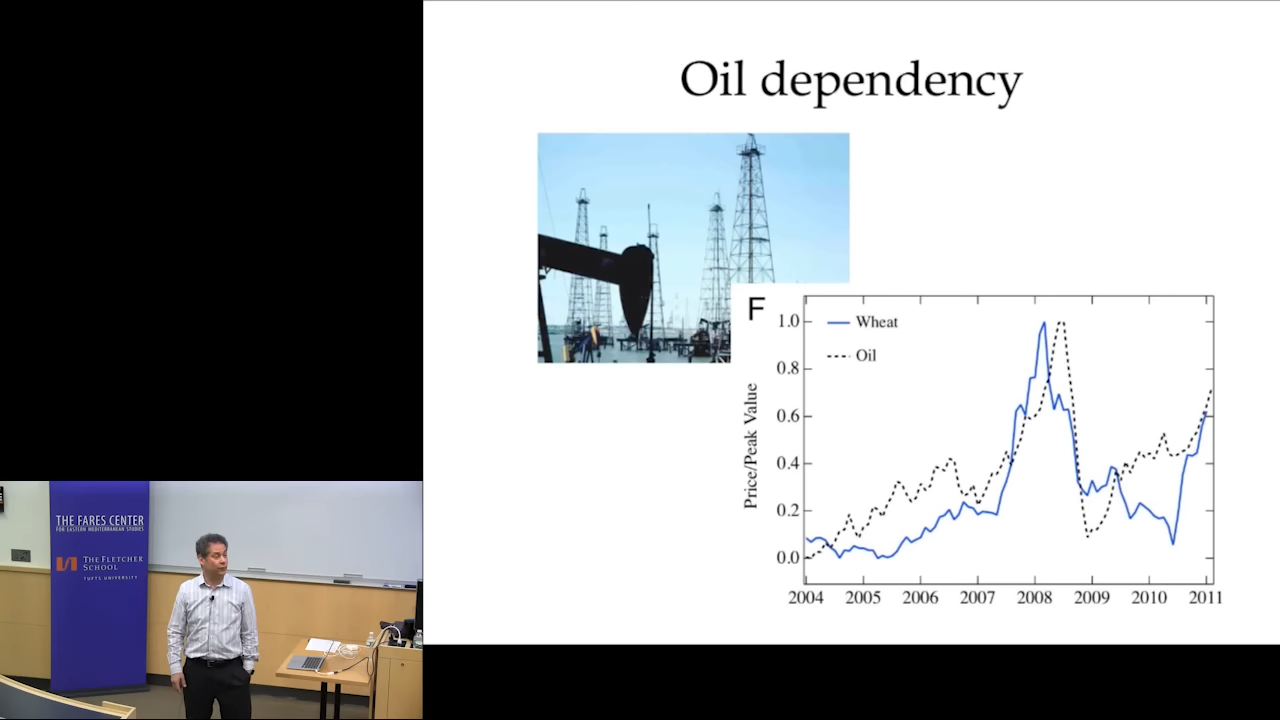 Oil dependency
F
Wheat
Oil
Price/Peak Value
1.0
0.8
0.6
0.4
0.2
0.0
2004 2005 2006 2007 2008 2009 2010 2011
THE FARES CENTER
FOR EASTERN MEDITERRANEAN STUDIES
THE FLETCHER
SCHOOL
TUFTS UNIVERSITY